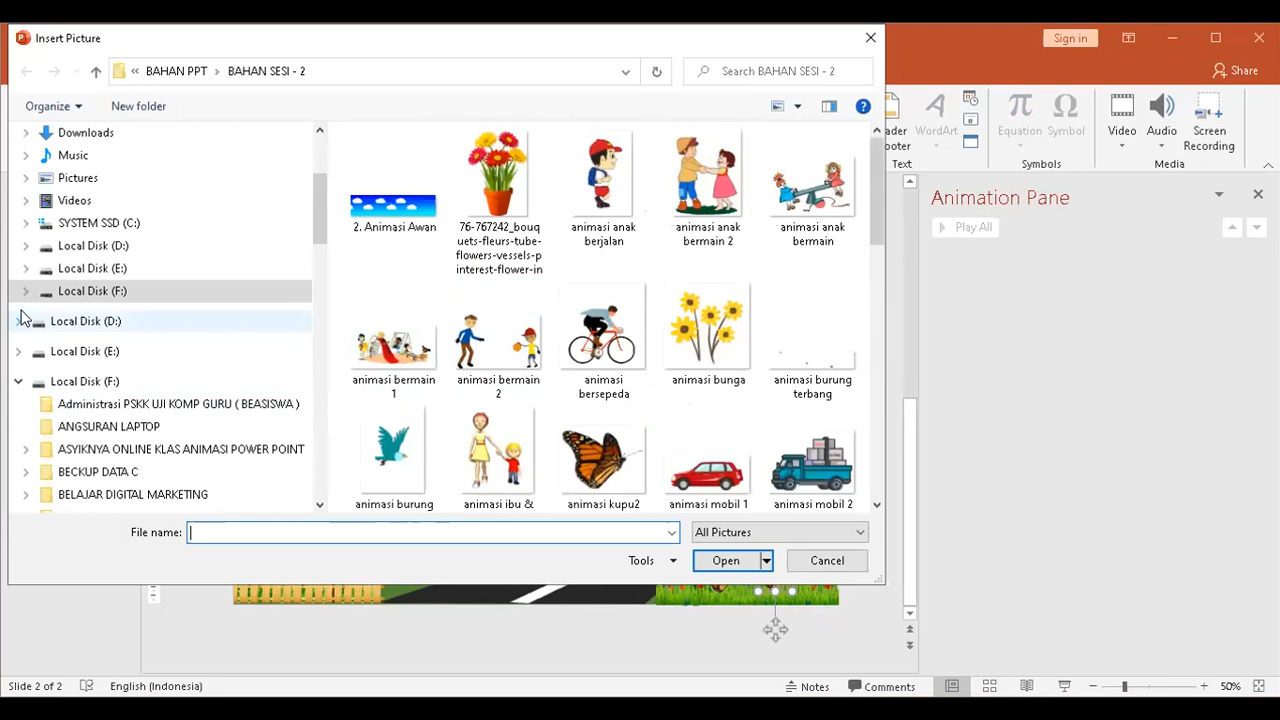 Insert Picture
Sign in
« BAHAN PPT > BAHAN SESI - 2
Search BAHAN SESI - 2
Share
Organize
New folder
Downloads
Music
Pictures
Videos
SYSTEM SSD (C:)
Local Disk (D:)
Local Disk (E:)
Local Disk (F:)
Local Disk (D:)
Local Disk (E:)
Local Disk (F:)
Administrasi PSKK UJI KOMP GURU ( BEASISWA )
ANGSURAN LAPTOP
ASYIKNYA ONLINE KLAS ANIMASI POWER POINT
BECKUP DATA C
BELAJAR DIGITAL MARKETING
2. Animasi Awan
76-767242_bouq
uets-fleurs-tube-
flowers-vessels-p
interest-flower-in
animasi anak
berjalan
animasi anak
bermain 2
animasi anak
bermain
animasi bermain
1
animasi bermain
2
animasi
bersepeda
animasi bunga
animasi burung
terbang
animasi burung
animasi ibu &
animasi kupu2
animasi mobil 1
animasi mobil 2
File name:
All Pictures
Tools
Open
Cancel
ader
ooter
WordArt
Text
Equation
Symbol
Symbols
Video
Audio
Screen
Recording
Media
Animation Pane
Play All
Slide 2 of 2
English (Indonesia)
Notes
Comments
50%